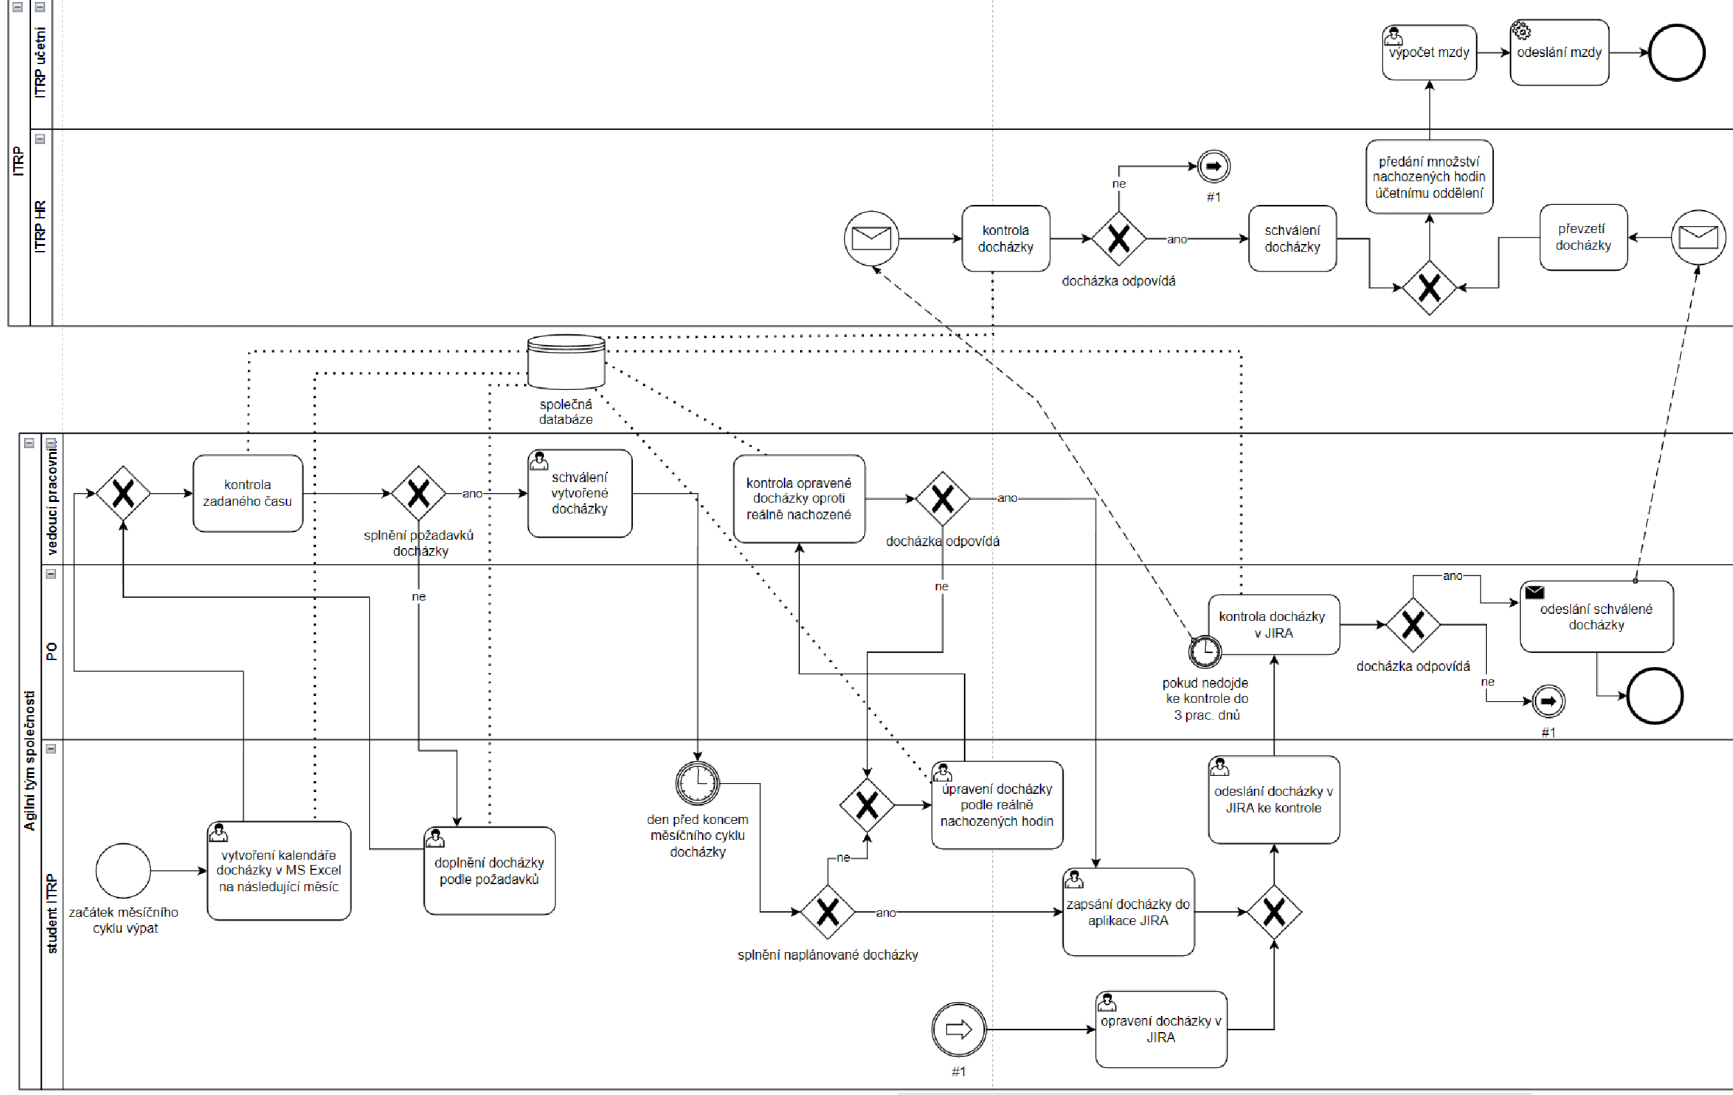 ITRP
ITRP účetní
výpočet mzdy
odeslání mzdy
ITRP HR
předání množství
nachozených hodin
účetnímu oddělení
ne
#1
kontrola
docházky
ano
docházka odpovídá
schválení
docházky
převzetí
docházky
společná
databáze
Agilní tým společnosti
vedoucí pracovník
kontrola
zadaného času
ano
splnění požadavků
docházky
ne
schválení
vytvořené
docházky
kontrola opravené
docházky oproti
reálně nachozené
ano
docházka odpovídá
ne
PO
kontrola docházky
v JIRA
pokud nedojde
ke kontrole do
3 prac. dnů
ano
docházka odpovídá
ne
#1
odeslání schválené
docházky
student ITRP
začátek měsíčního
cyklu výpat
vytvoření kalendáře
docházky v MS Excel
na následující měsíc
doplnění docházky
podle požadavků
den před koncem
měsíčního cyklu
docházky
ne
ano
splnění naplánované docházky
úpravení docházky
podle reálně
nachozených hodin
zapsání docházky do
aplikace JIRA
odeslání docházky v
JIRA ke kontrole
#1
opravení docházky v
JIRA